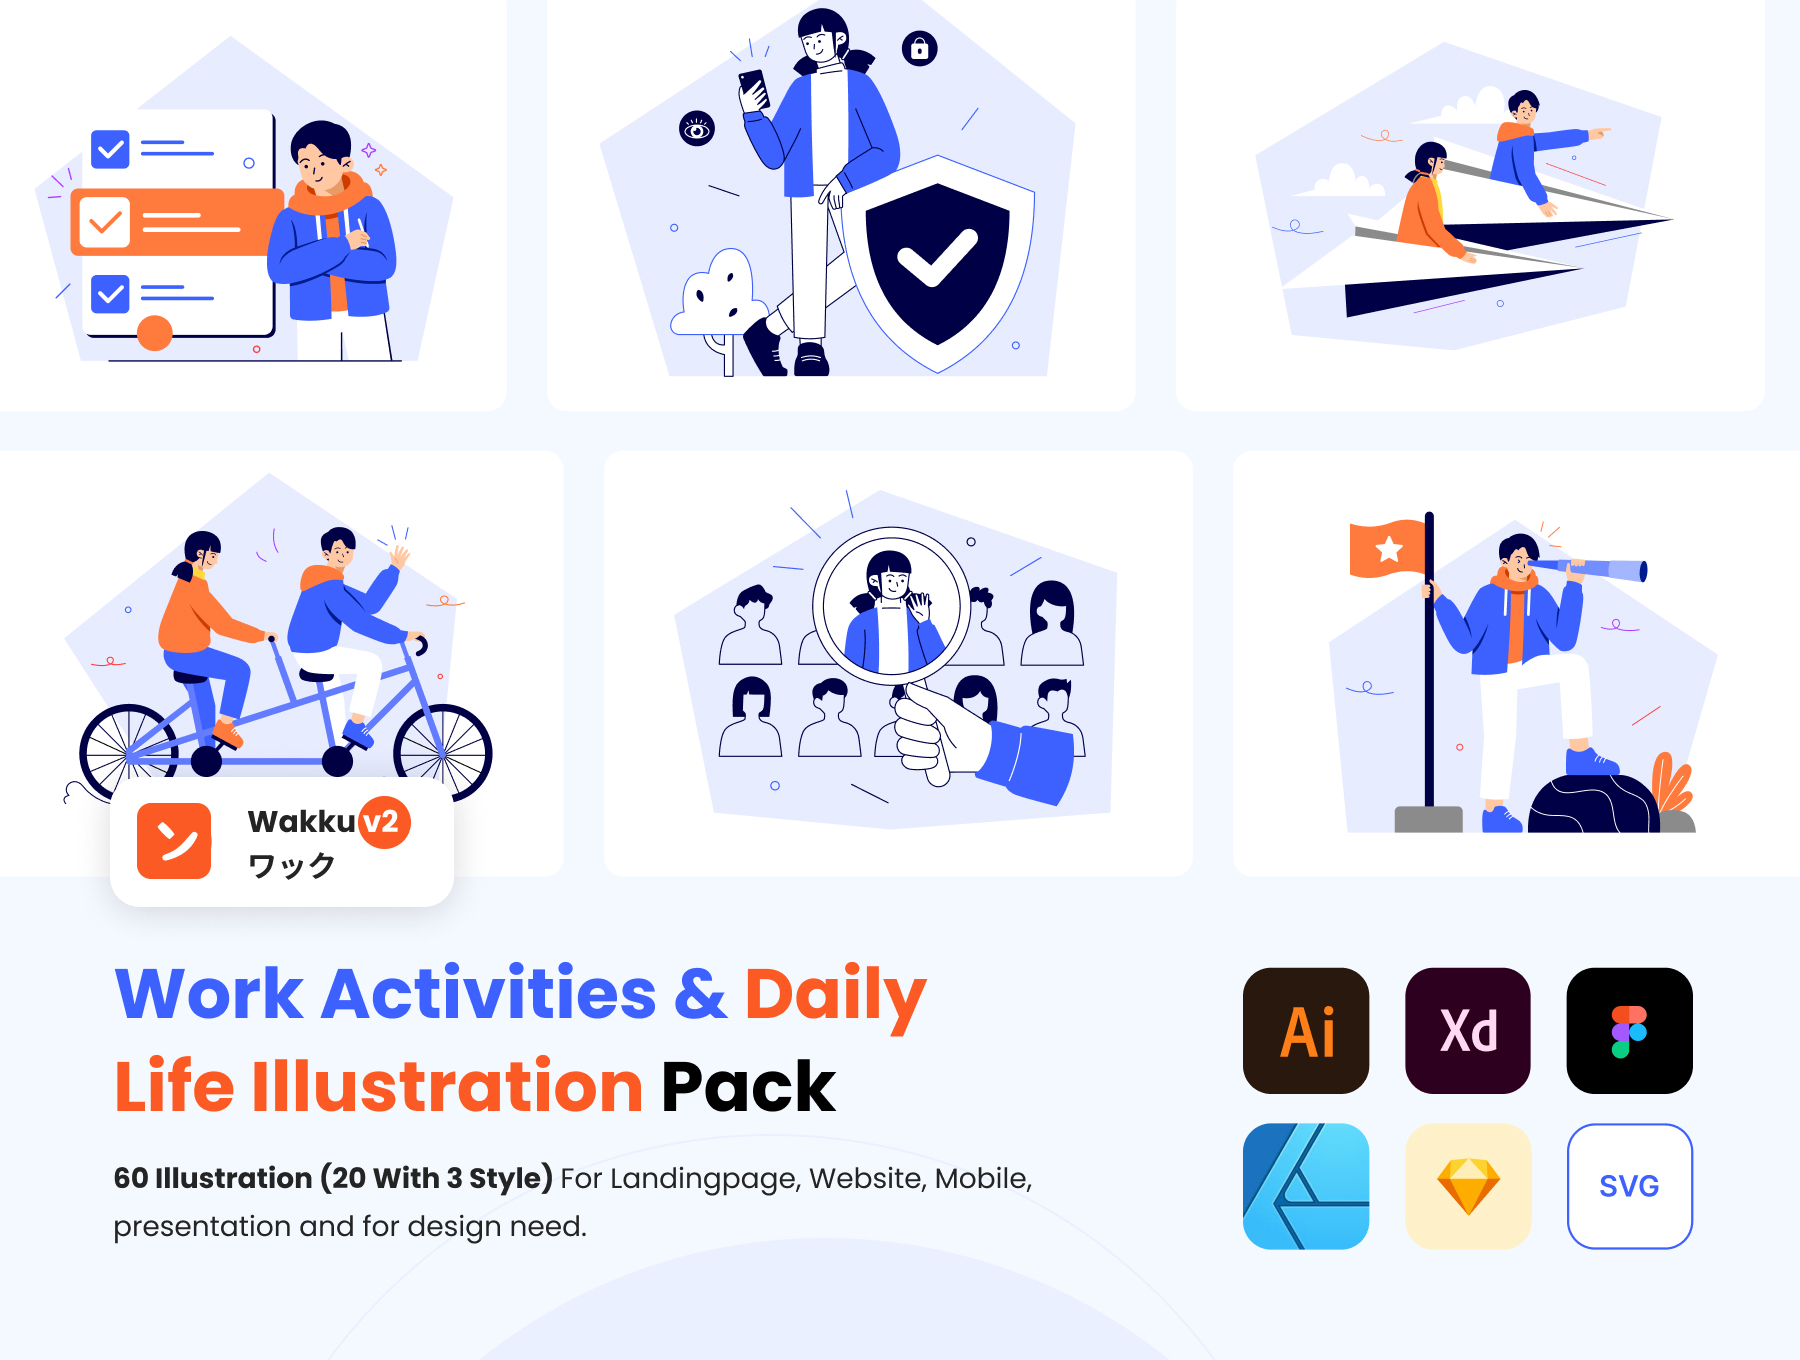 Wakku v2
ワック
Work Activities & Daily
Life Illustration Pack
60 Illustration (20 With 3 Style) For Landingpage, Website, Mobile,
presentation and for design need.
Ai
Xd
SVG